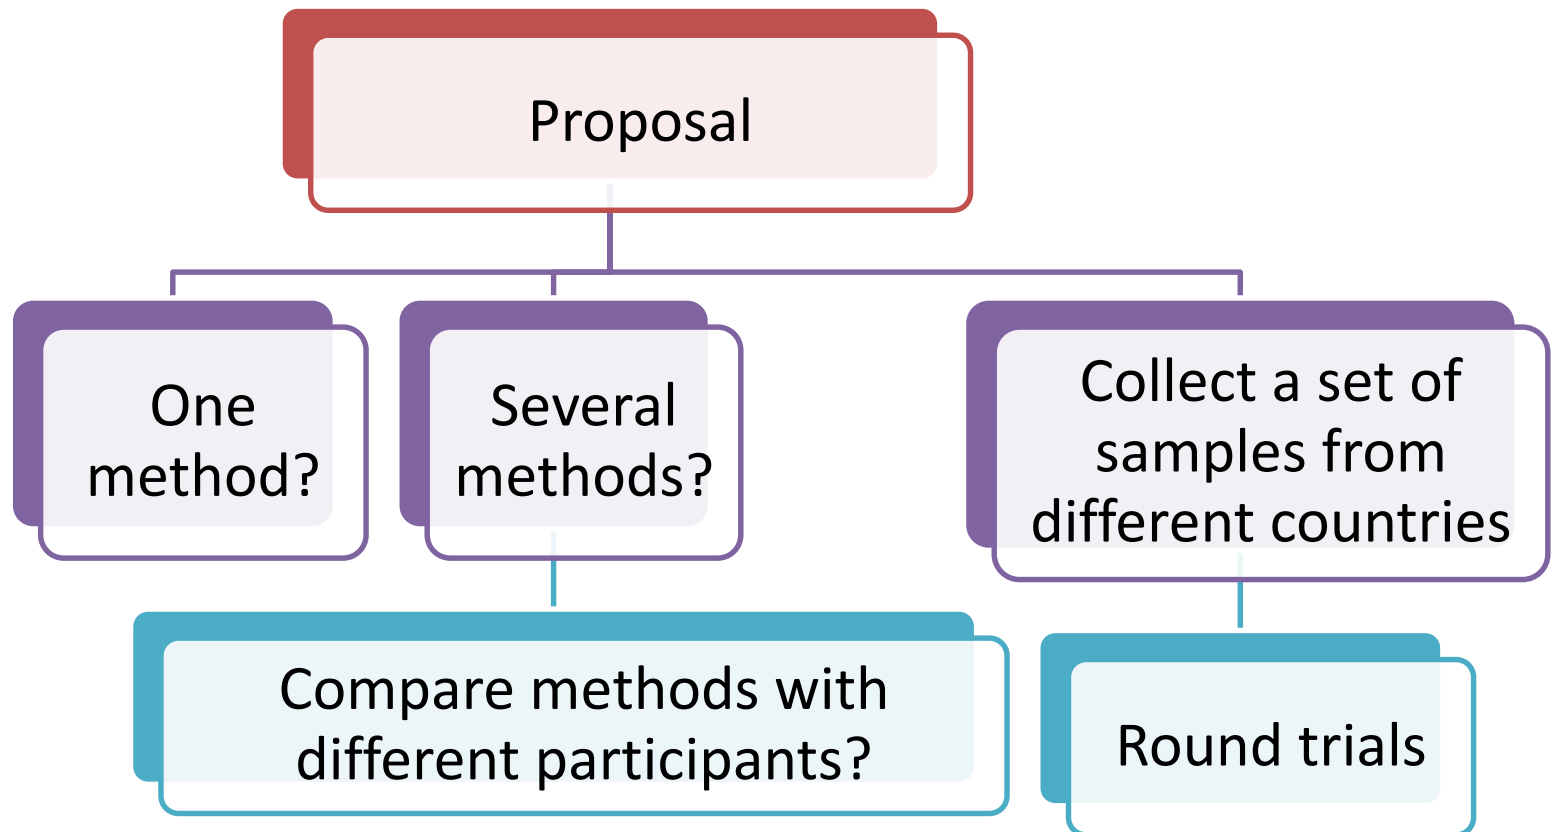 Proposal
One
method?
Several
methods?
Collect a set of
samples from
different countries
Compare methods with
different participants?
Round trials